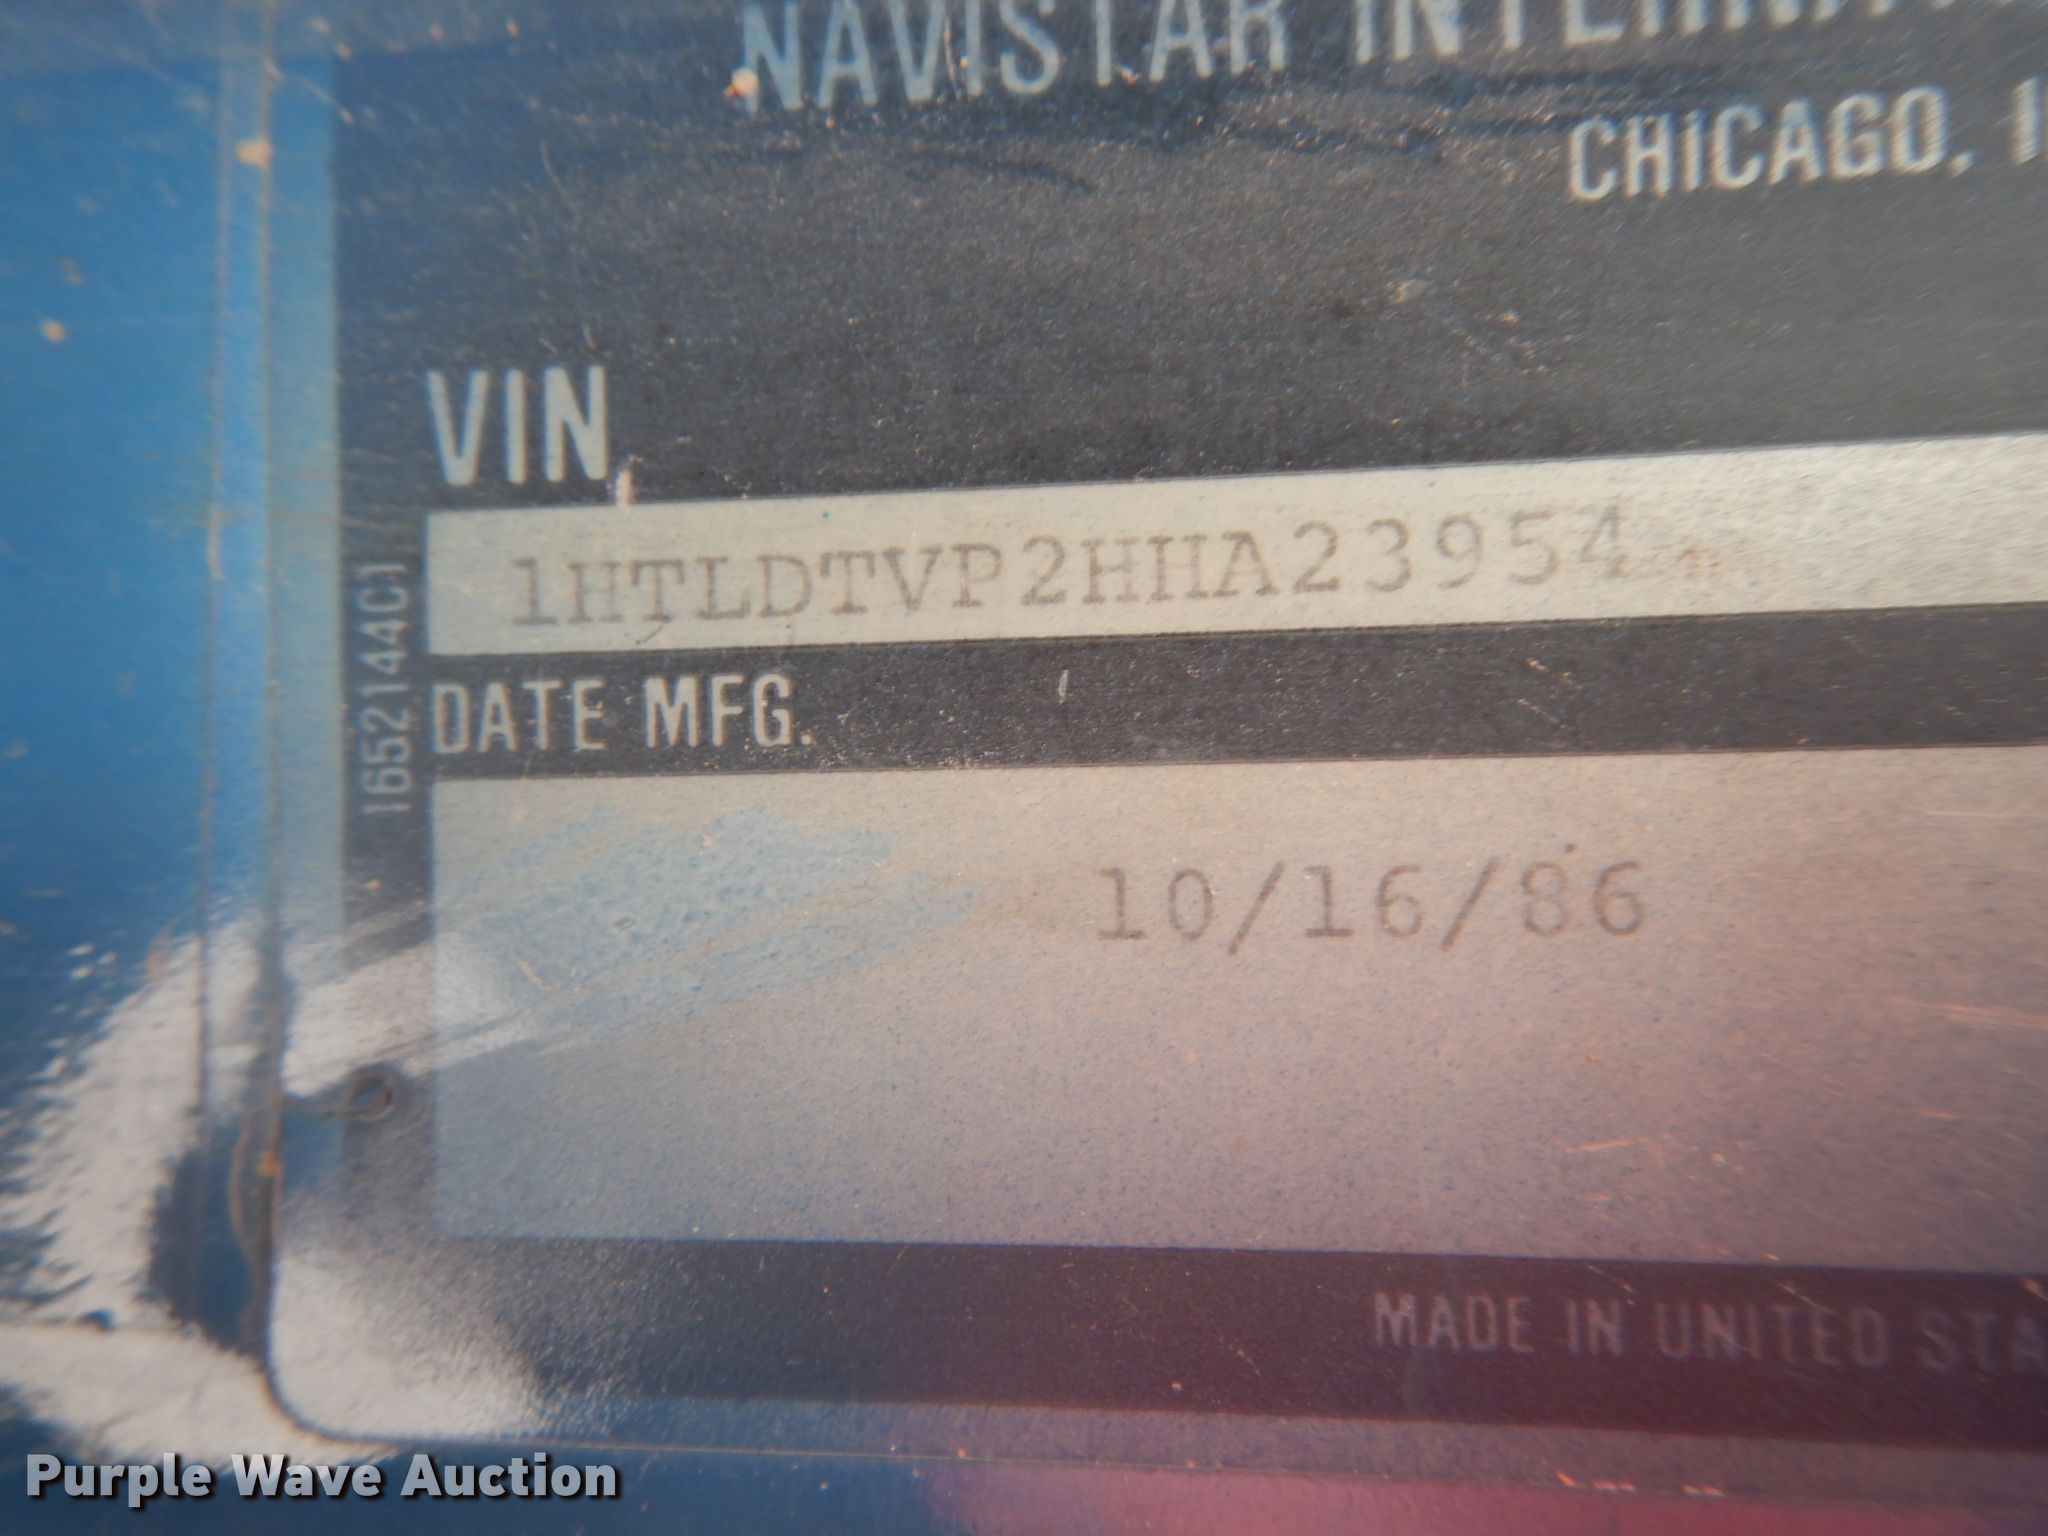 NAVISTAR INTERNA
CHICAGO, I
VIN
1HTLDTVP2HHA23954
DATE MFG.
10/16/86
1652144C1
MADE IN UNITED STA
Purple Wave Auction